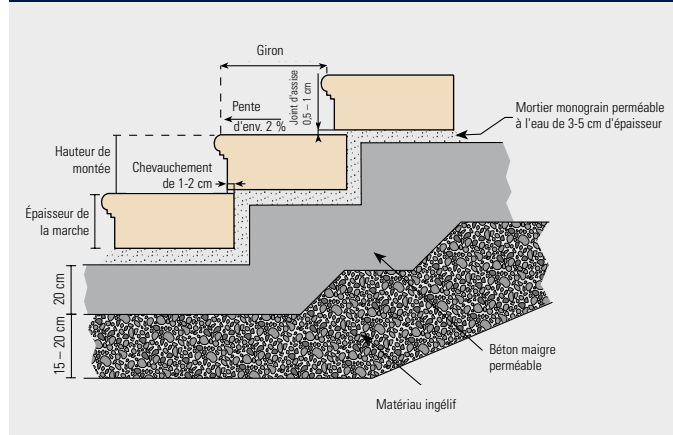 Giron
Joint d'assise
0,5 – 1 cm
Pente
d'env. 2 %
Mortier monograin perméable
à l'eau de 3-5 cm d'épaisseur
Hauteur de
montée
Chevauchement
de 1-2 cm
Épaisseur de
la marche
20 cm
15 – 20 cm
Béton maigre
perméable
Matériau ingélif